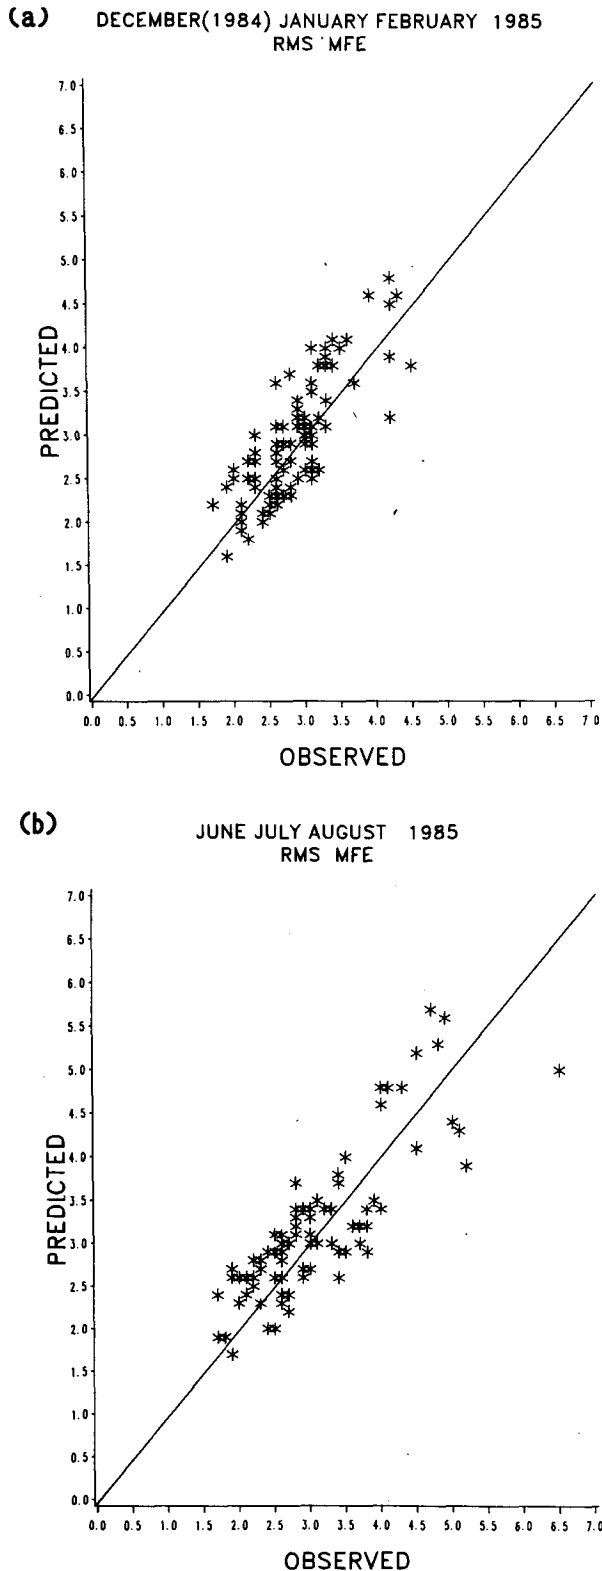 (a) DECEMBER(1984) JANUARY FEBRUARY 1985
RMS MFE
7.0
6.5
6.0
5.5
5.0
4.5
4.0
3.5
3.0
2.5
2.0
1.5
1.0
0.5
0.0
PREDICTED
0.0 0.5 1.0 1.5 2.0 2.5 3.0 3.5 4.0 4.5 5.0 5.5 6.0 6.5 7.0
OBSERVED
(b)
JUNE JULY AUGUST 1985
RMS MFE
7.0
6.5
6.0
5.5
5.0
4.5
4.0
3.5
3.0
2.5
2.0
1.5
1.0
0.5
0.0
PREDICTED
0.0 0.5 1.0 1.5 2.0 2.5 3.0 3.5 4.0 4.5 5.0 5.5 6.0 6.5 7.0
OBSERVED